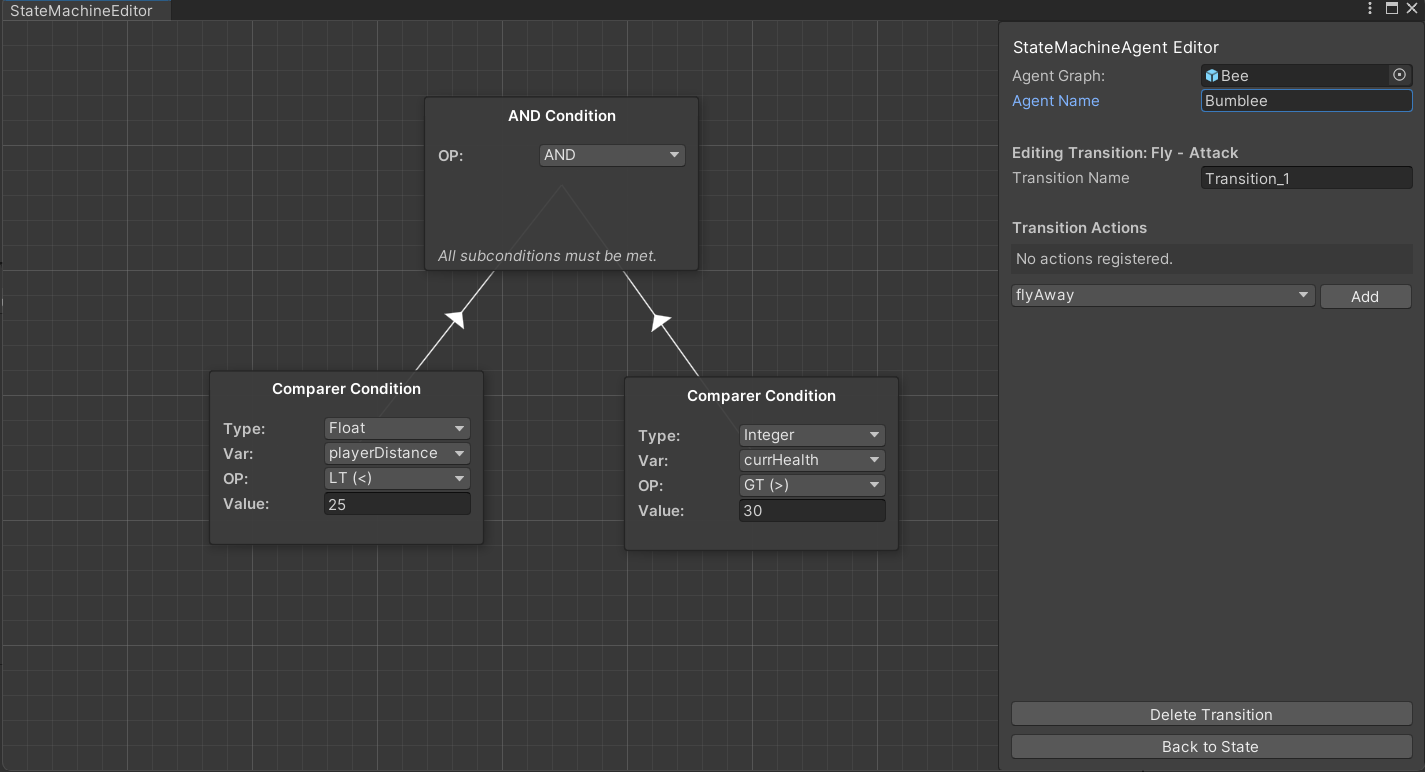 StateMachineEditor
AND Condition
OP: AND
All subconditions must be met.
Comparer Condition
Type: Float
Var: playerDistance
OP: LT (<)
Value: 25
Comparer Condition
Type: Integer
Var: currHealth
OP: GT (>)
Value: 30
StateMachineAgent Editor
Agent Graph: Bee
Agent Name Bumblee
Editing Transition: Fly - Attack
Transition Name Transition_1
Transition Actions
No actions registered.
flyAway Add
Delete Transition
Back to State